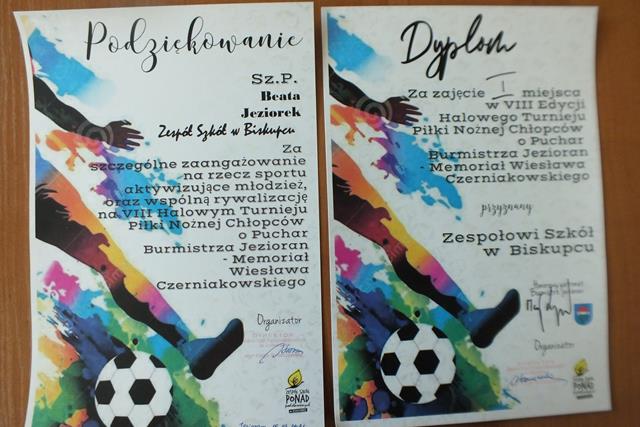 Podziękowanie
Sz.P.
Beata
Jeziorek
Zespół Szkół w Biskupcu
Za
szczególne zaangażowanie
na rzecz sportu
aktywizujące młodzież,
oraz wspólną rywalizację
na VIII Halowym Turnieju
Piłki Nożnej Chłopców
o Puchar
Burmistrza Jezioran
- Memoriał
Wiesława
Czerniakowskiego
Organizator
PONAD
Dyplom
Za zajęcie I miejsca
w VIII Edycji
Halowego Turnieju
Piłki Nożnej Chłopców
o Puchar
Burmistrza Jezioran
- Memoriał Wiesława
Czerniakowskiego
przyznany
Zespołowi Szkół
w Biskupcu
Organizator
PONAD